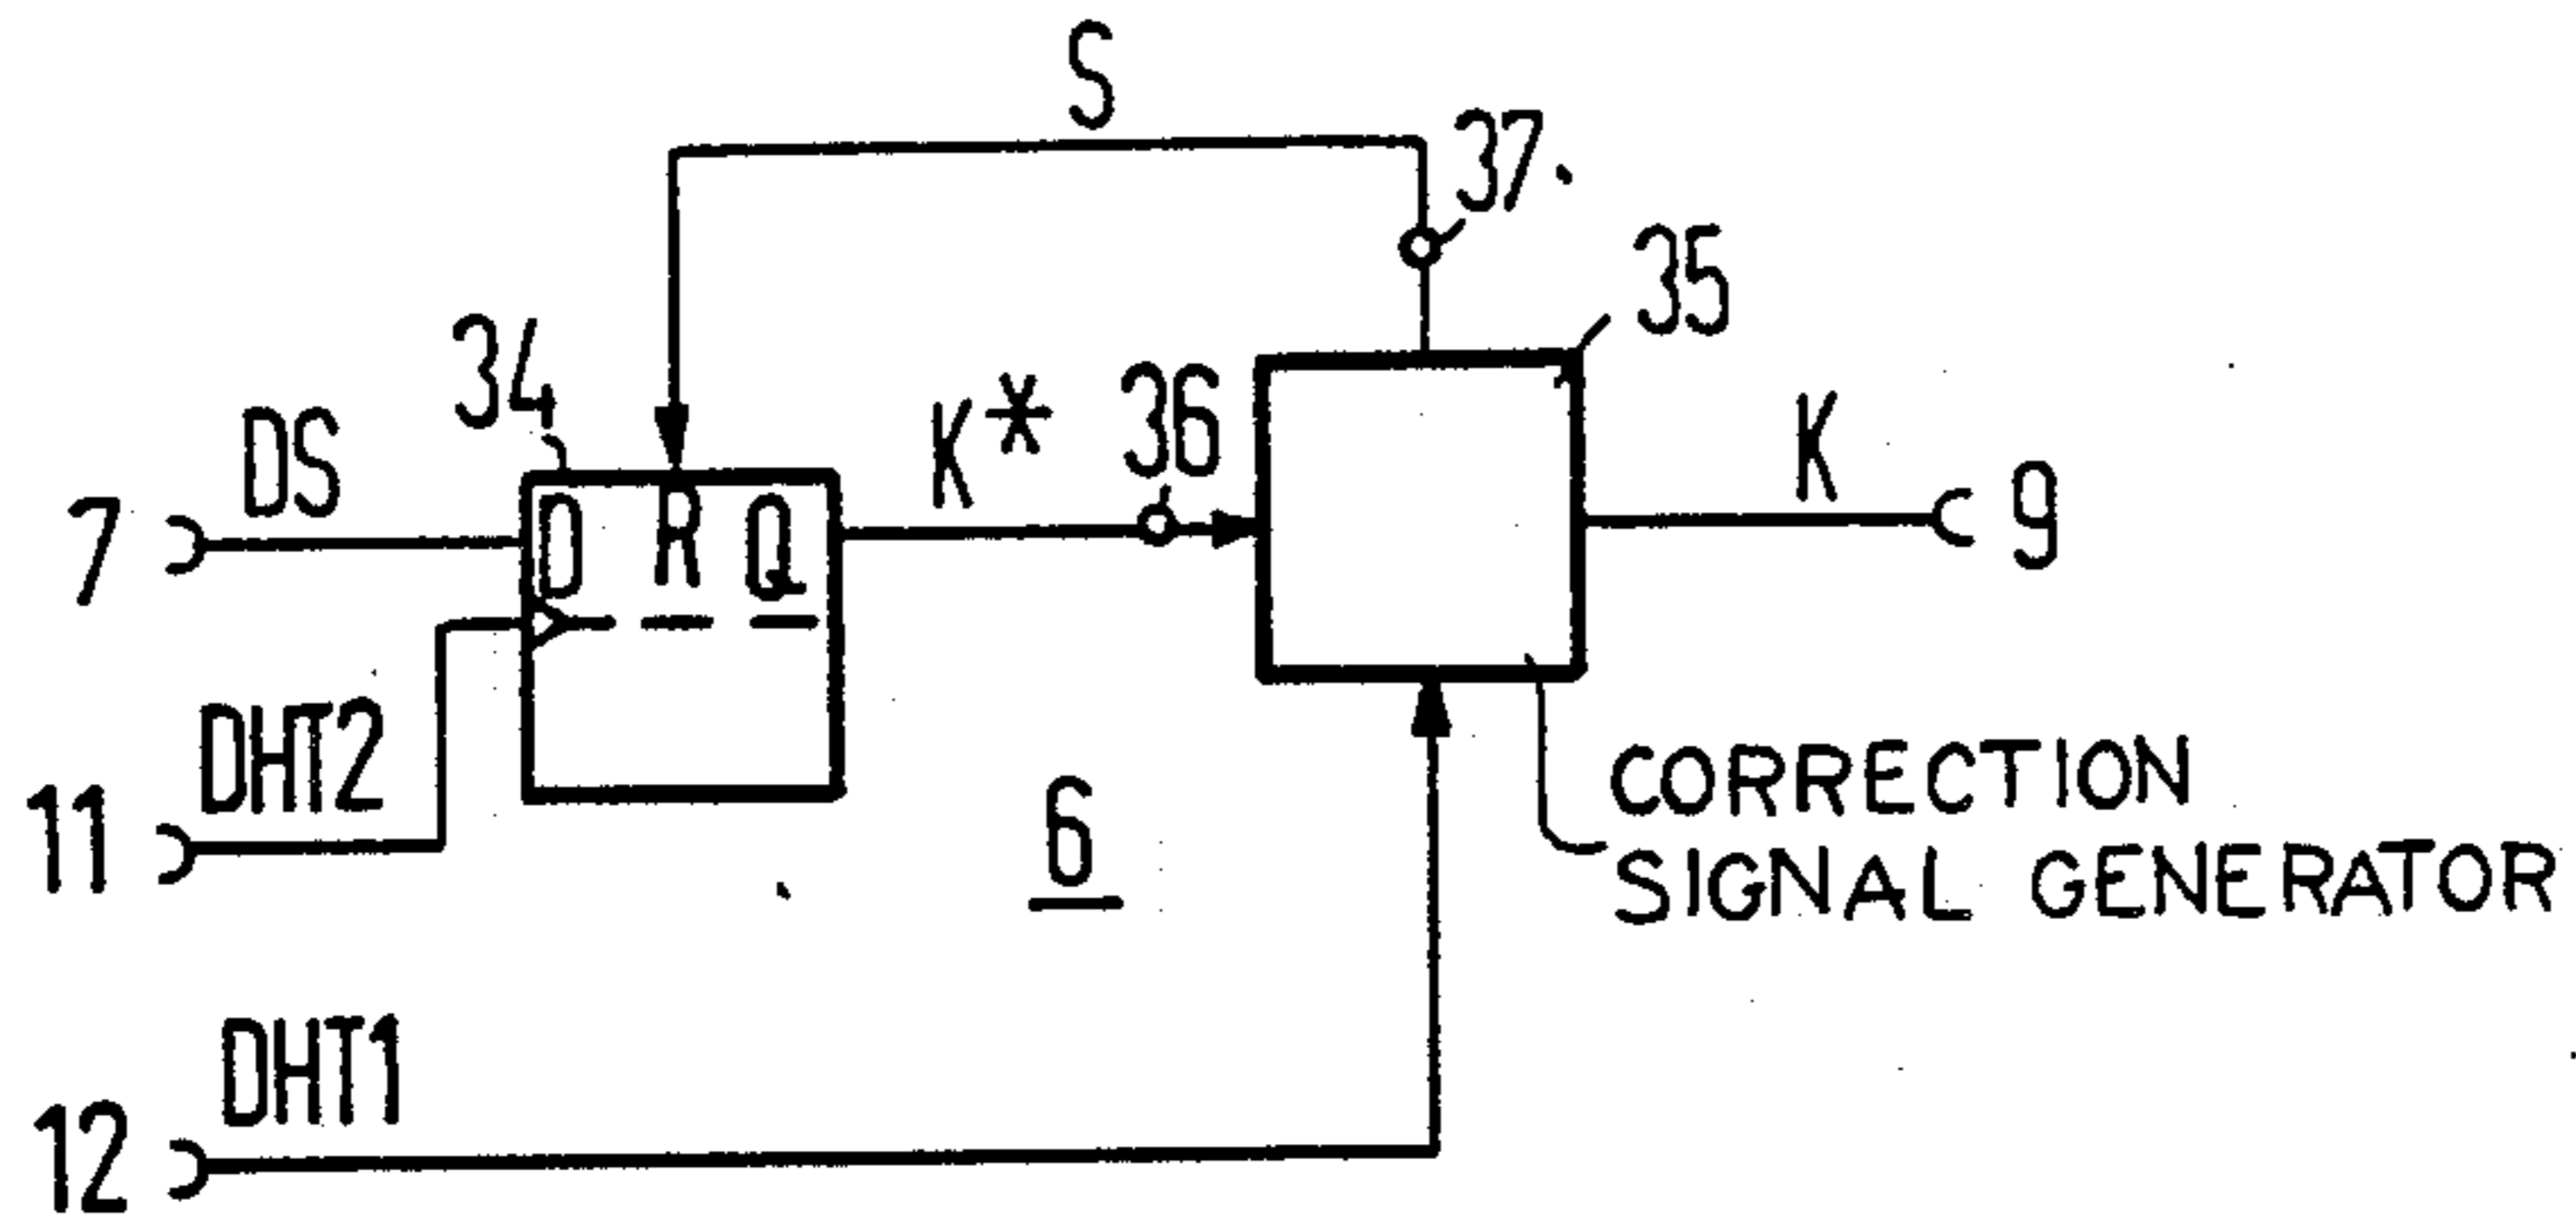 S
37
35
34
DS
K*
36
K
7
D R Q
9
DHT2
11
6
CORRECTION
SIGNAL GENERATOR
DHT1
12